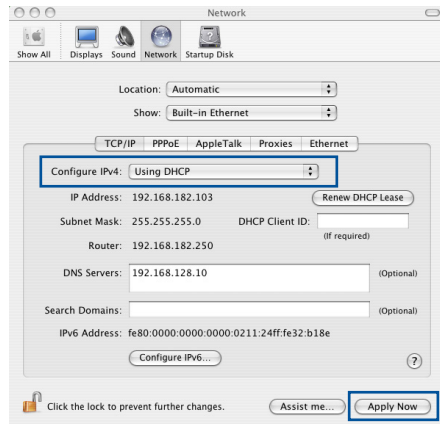 Network
Show All Displays Sound Network Startup Disk
Location: Automatic
Show: Built-in Ethernet
TCP/IP PPPoE AppleTalk Proxies Ethernet
Configure IPv4: Using DHCP
IP Address: 192.168.182.103 Renew DHCP Lease
Subnet Mask: 255.255.255.0 DHCP Client ID:
(If required)
Router: 192.168.182.250
DNS Servers: 192.168.128.10 (Optional)
Search Domains: (Optional)
IPv6 Address: fe80:0000:0000:0000:0211:24ff:fe32:b18e
Configure IPv6...
?
Click the lock to prevent further changes. Assist me... Apply Now